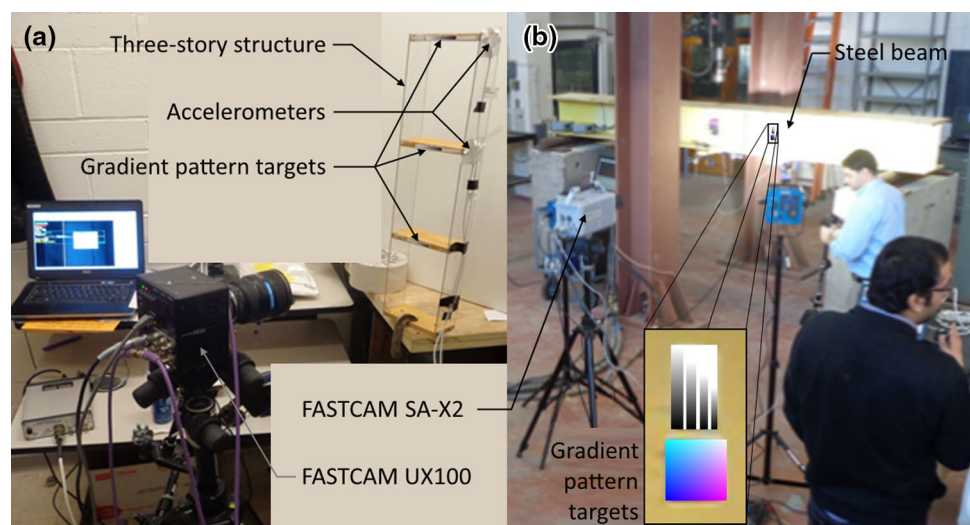 (a)
Three-story structure
Accelerometers
Gradient pattern targets
FASTCAM SA-X2
FASTCAM UX100
(b)
Steel beam
Gradient
pattern
targets